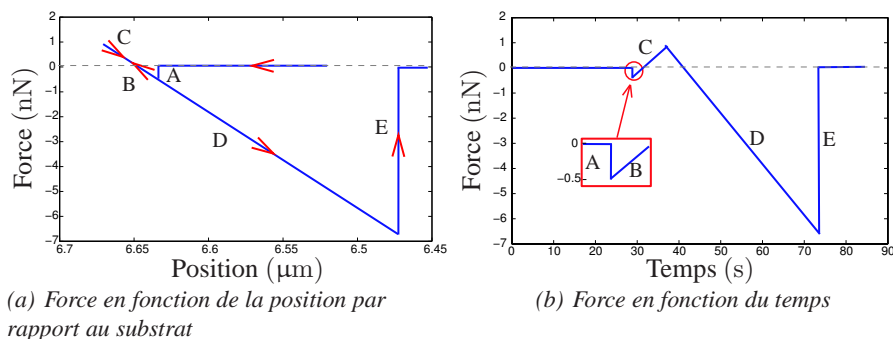 2
1
0
−1
−2
−3
−4
−5
−6
−7
Force (nN)
C
A
B
D
E
6.7
6.65
6.6
6.55
6.5
6.45
Position (μm)
(a) Force en fonction de la position par
rapport au substrat
2
1
0
−1
−2
−3
−4
−5
−6
−7
Force (nN)
C
D
E
0
−0.5
A
B
0
10
20
30
40
50
60
70
80
90
Temps (s)
(b) Force en fonction du temps